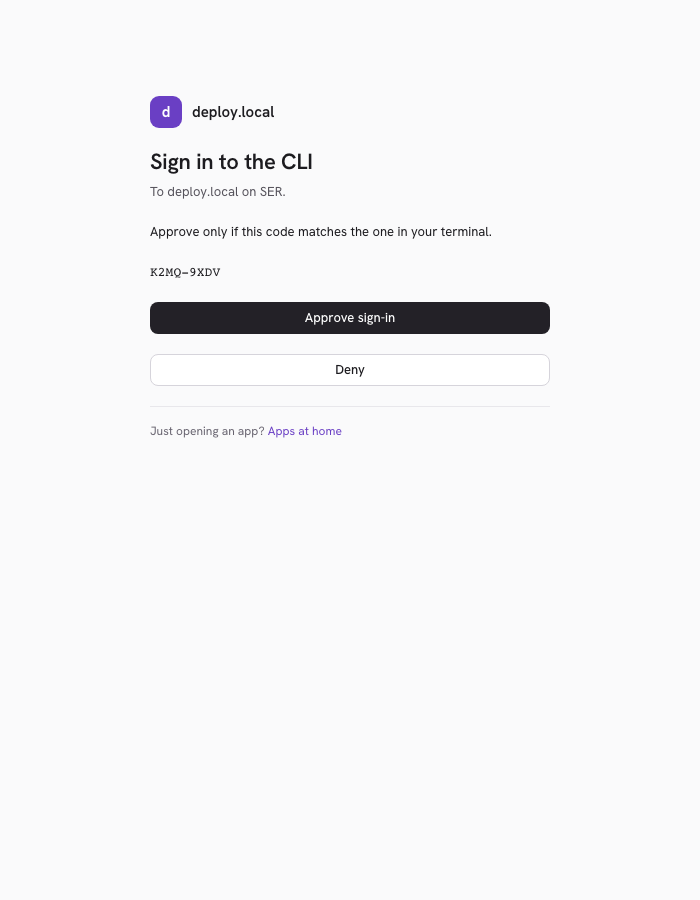 d deploy.local
Sign in to the CLI
To deploy.local on SER.
Approve only if this code matches the one in your terminal.
K2MQ–9XDV
Approve sign-in
Deny
Just opening an app? Apps at home